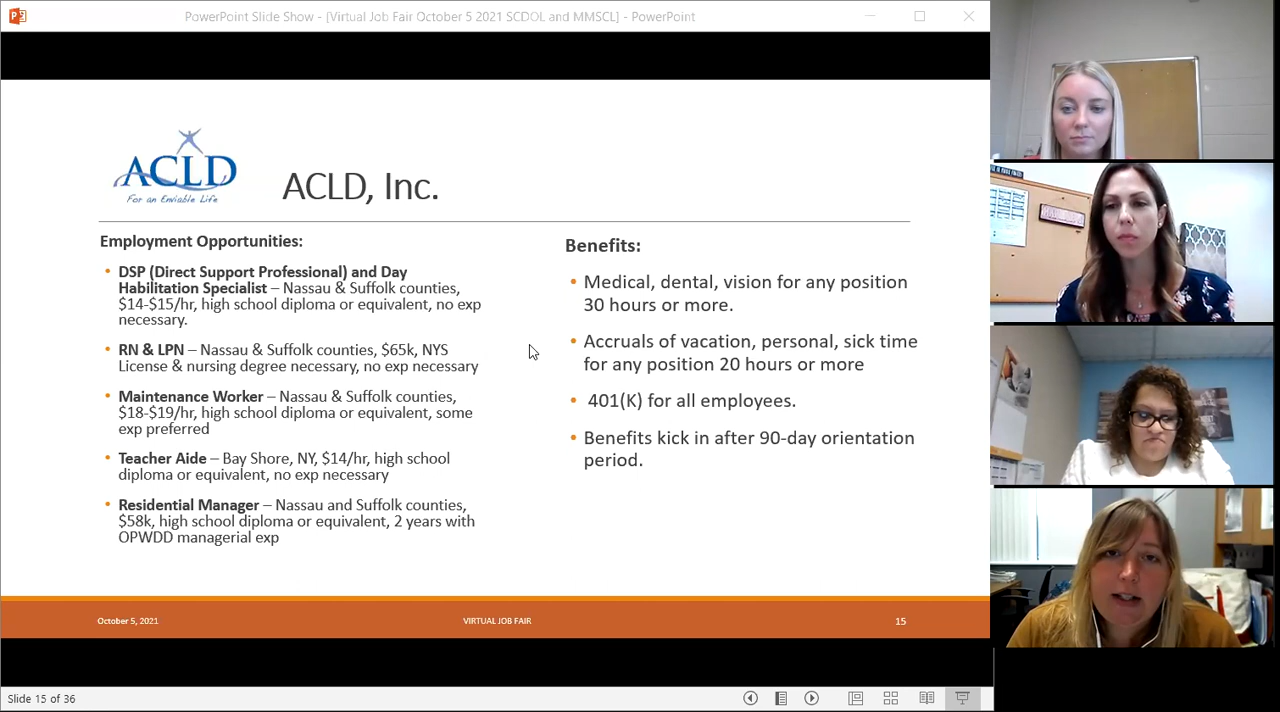 PowerPoint Slide Show - [Virtual Job Fair October 5 2021 SCDOL and MMSCL] - PowerPoint
ACLD
For an Enviable Life
ACLD, Inc.
Employment Opportunities:
• DSP (Direct Support Professional) and Day
Habilitation Specialist – Nassau & Suffolk counties,
$14-$15/hr, high school diploma or equivalent, no exp
necessary.
• RN & LPN – Nassau & Suffolk counties, $65k, NYS
License & nursing degree necessary, no exp necessary
• Maintenance Worker – Nassau & Suffolk counties,
$18-$19/hr, high school diploma or equivalent, some
exp preferred
• Teacher Aide – Bay Shore, NY, $14/hr, high school
diploma or equivalent, no exp necessary
• Residential Manager – Nassau and Suffolk counties,
$58k, high school diploma or equivalent, 2 years with
OPWDD managerial exp
Benefits:
• Medical, dental, vision for any position
30 hours or more.
• Accruals of vacation, personal, sick time
for any position 20 hours or more
• 401(K) for all employees.
• Benefits kick in after 90-day orientation
period.
October 5, 2021
VIRTUAL JOB FAIR
15
Slide 15 of 36